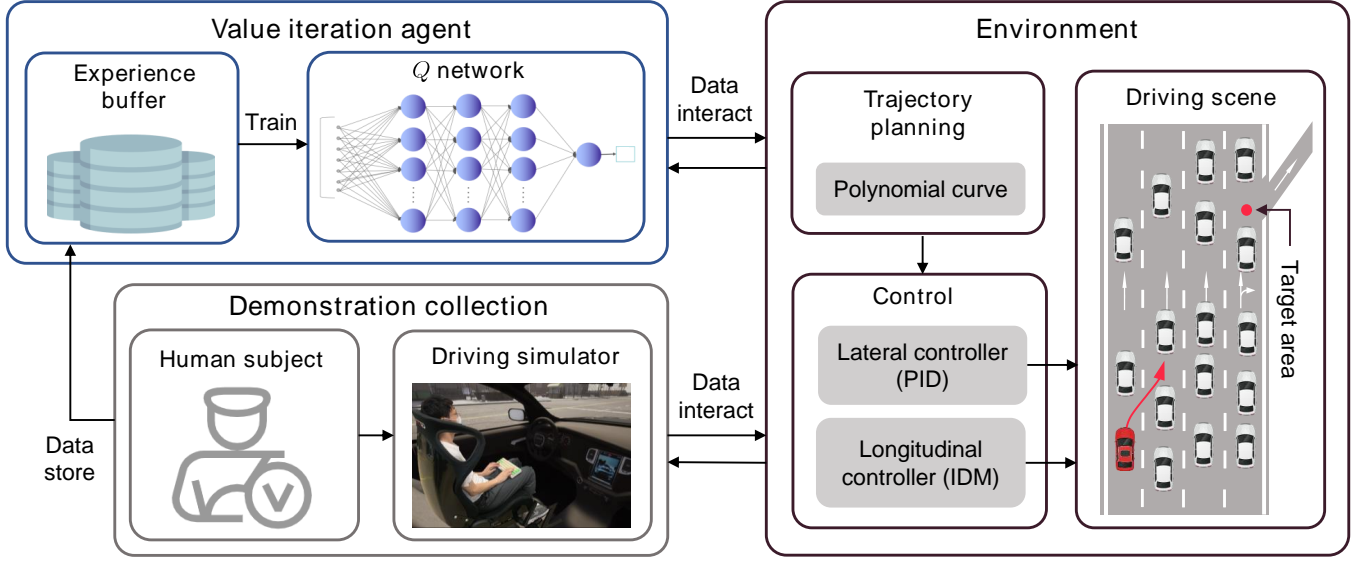 Value iteration agent
Experience
buffer
Train
Q network
Data
interact
Environment
Trajectory
planning
Polynomial curve
Driving scene
Target area
Control
Lateral controller
(PID)
Longitudinal
controller (IDM)
Demonstration collection
Human subject
Driving simulator
Data
interact
Data
store